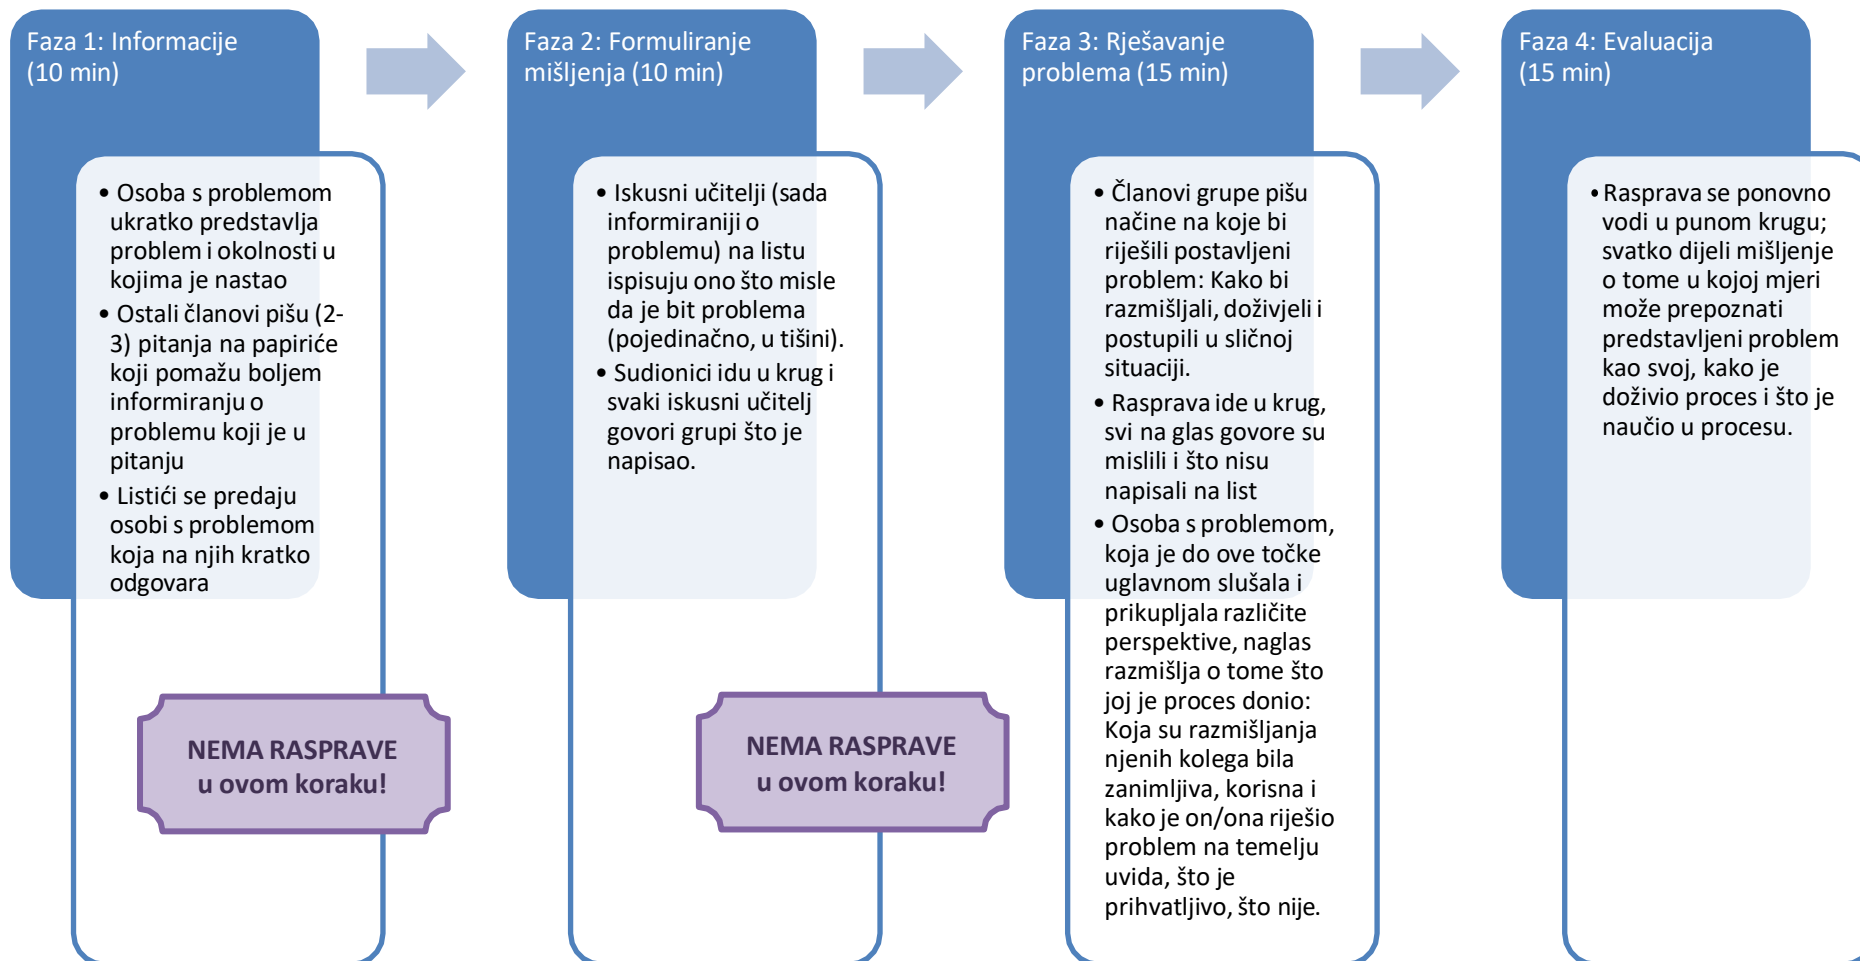 Faza 1: Informacije
(10 min)
• Osoba s problemom
ukratko predstavlja
problem i okolnosti u
kojima je nastao
• Ostali članovi pišu (2-
3) pitanja na papiriće
koji pomažu boljem
informiranju o
problemu koji je u
pitanju
• Listići se predaju
osobi s problemom
koja na njih kratko
odgovara
NEMA RASPRAVE
u ovom koraku!
Faza 2: Formuliranje
mišljenja (10 min)
• Iskusni učitelji (sada
informiraniji o
problemu) na listu
ispisuju ono što misle
da je bit problema
(pojedinačno, u tišini).
• Sudionici idu u krug i
svaki iskusni učitelj
govori grupi što je
napisao.
NEMA RASPRAVE
u ovom koraku!
Faza 3: Rješavanje
problema (15 min)
• Članovi grupe pišu
načine na koje bi
riješili postavljeni
problem: Kako bi
razmišljali, doživjeli i
postupili u sličnoj
situaciji.
• Rasprava ide u krug,
svi na glas govore su
mislili i što nisu
napisali na list
• Osoba s problemom,
koja je do ove točke
uglavnom slušala i
prikupljala različite
perspektive, naglas
razmišlja o tome što
joj je proces donio:
Koja su razmišljanja
njenih kolega bila
zanimljiva, korisna i
kako je on/ona riješio
problem na temelju
uvida, što je
prihvatljivo, što nije.
Faza 4: Evaluacija
(15 min)
• Rasprava se ponovno
vodi u punom krugu;
svatko dijeli mišljenje
o tome u kojoj mjeri
može prepoznati
predstavljeni problem
kao svoj, kako je
doživio proces i što je
naučio u procesu.